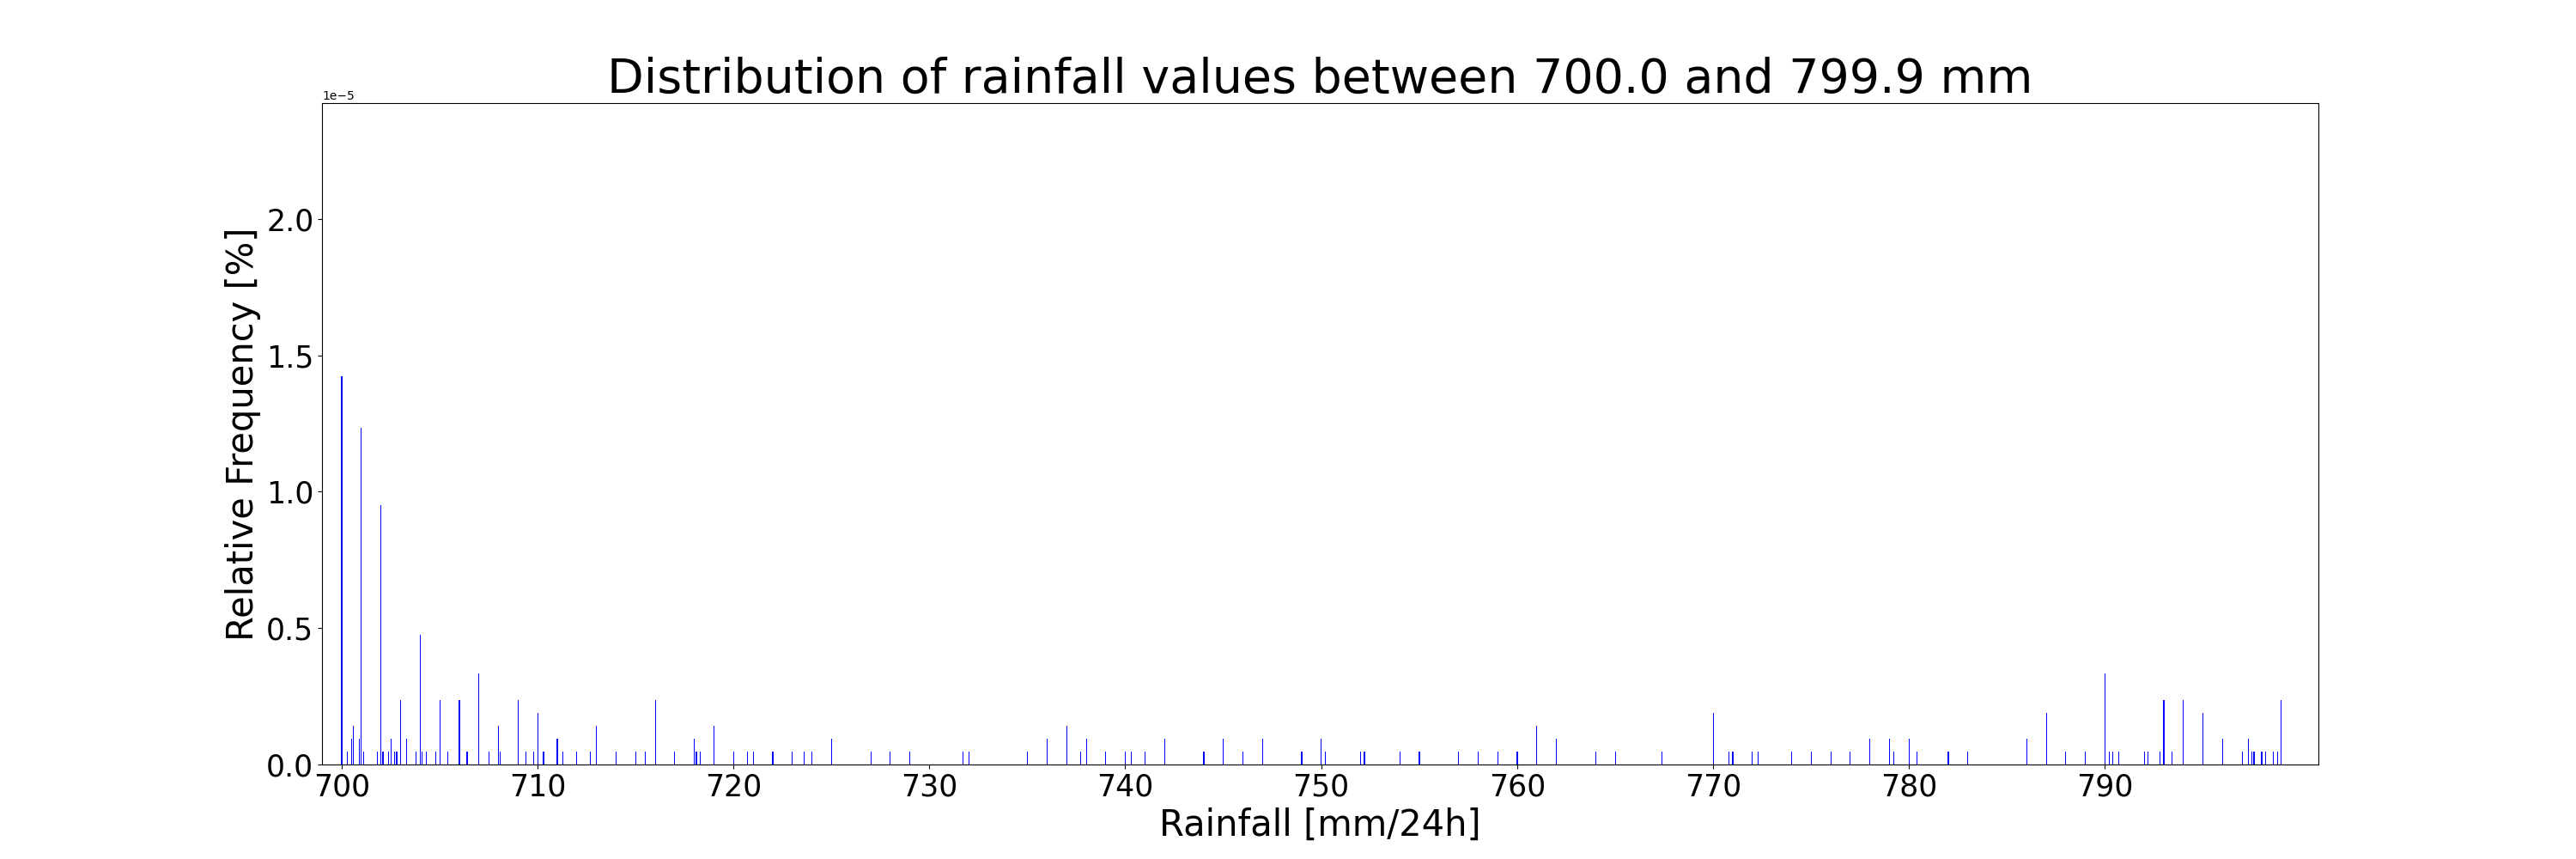 Distribution of rainfall values between 700.0 and 799.9 mm
1e−5
2.0
1.5
1.0
0.5
0.0
Relative Frequency [%]
700 710 720 730 740 750 760 770 780 790
Rainfall [mm/24h]